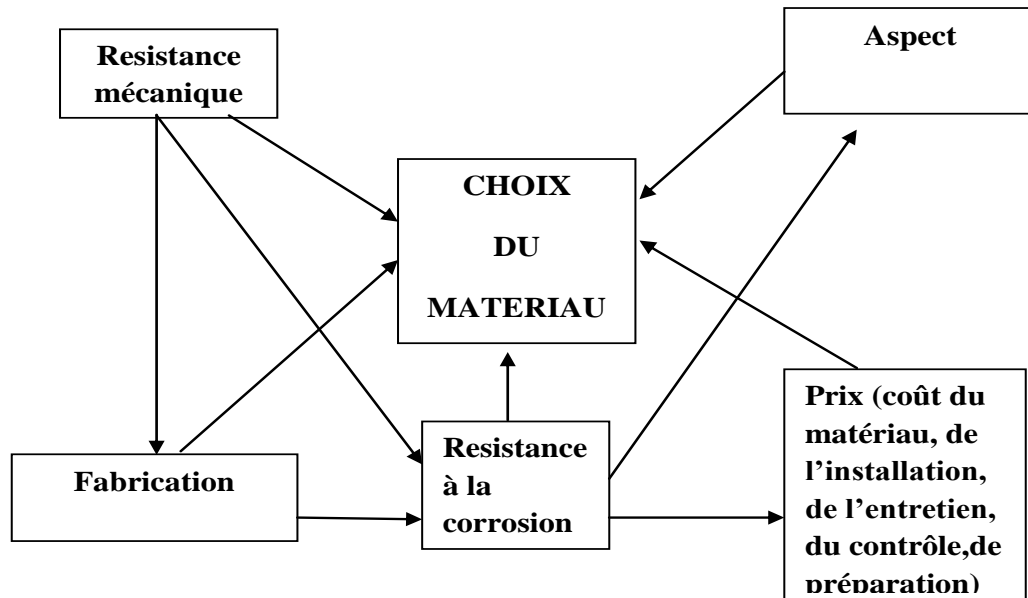 Resistance
mécanique
Aspect
CHOIX
DU
MATERIAU
Fabrication
Resistance
à la
corrosion
Prix (coût du
matériau, de
l’installation,
de l’entretien,
du contrôle,de
préparation)